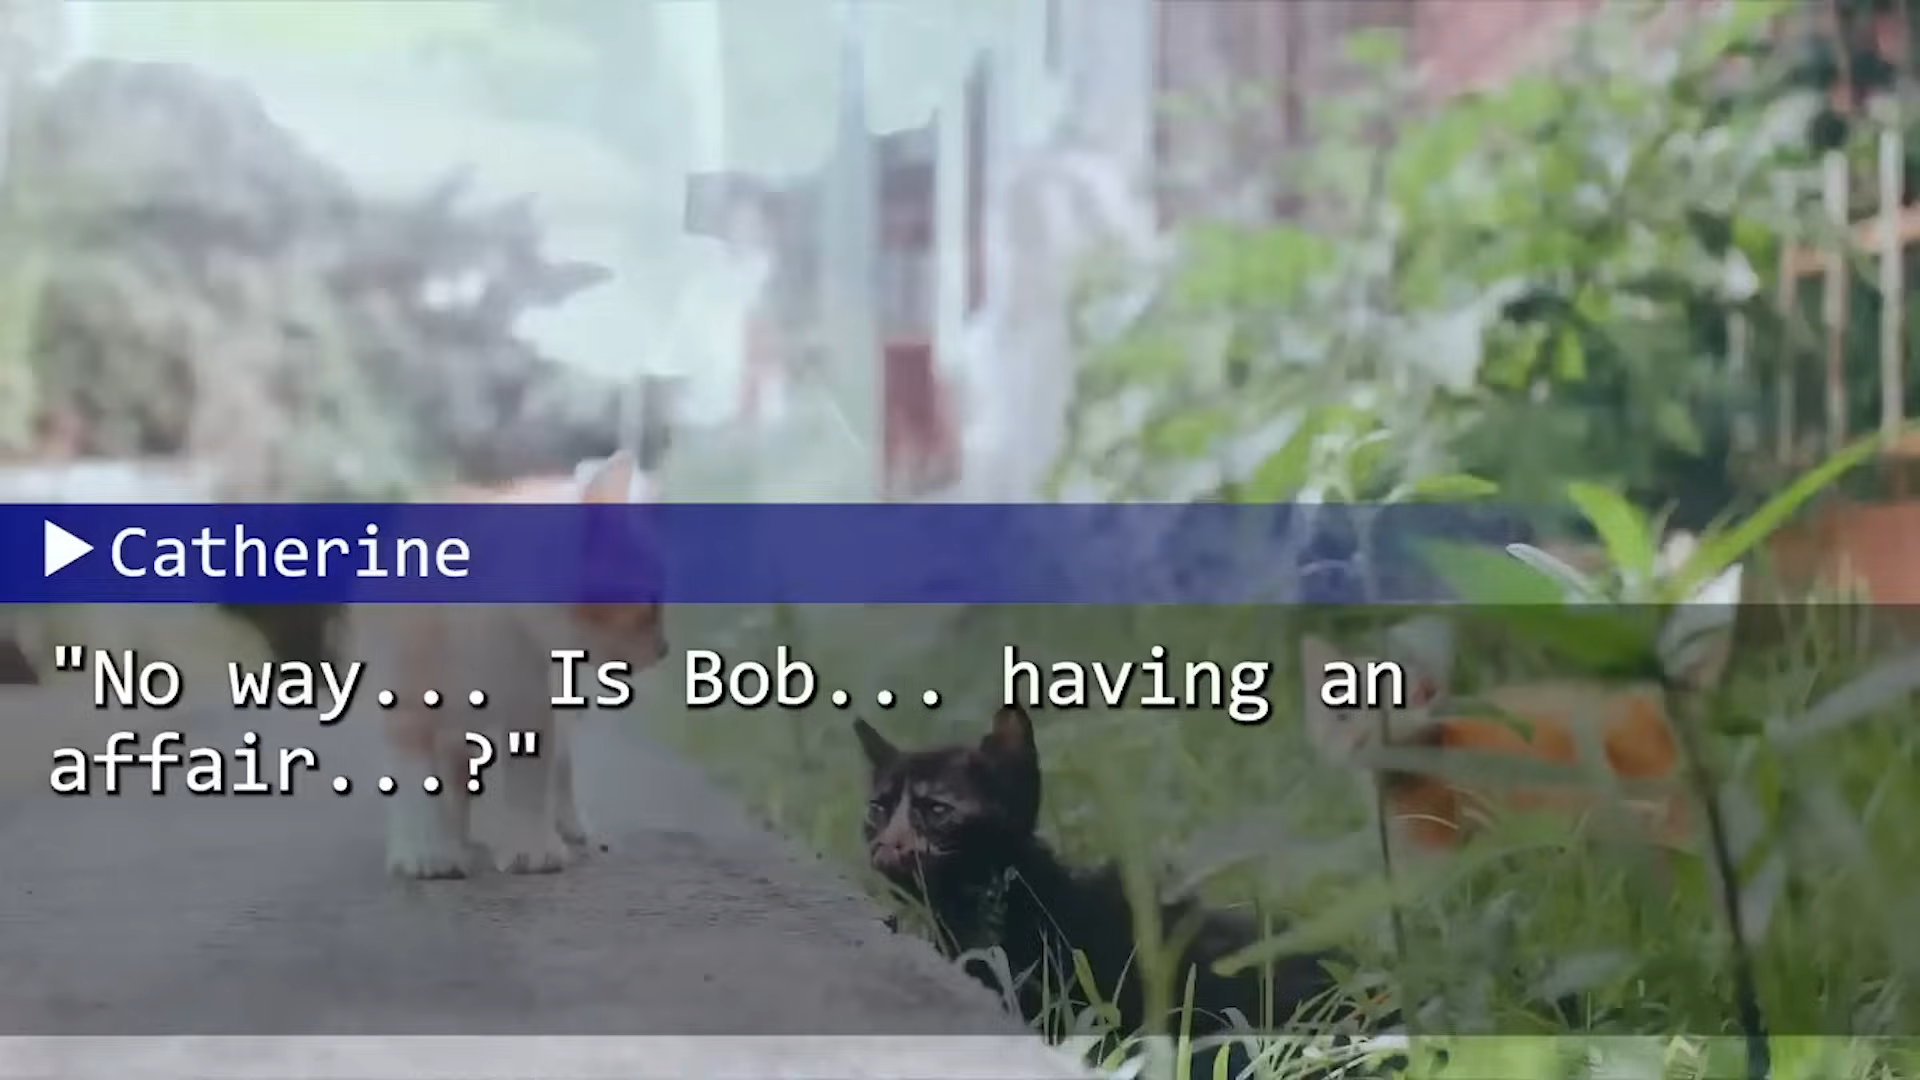 ▶Catherine
"No way... Is Bob... having an
affair...?"